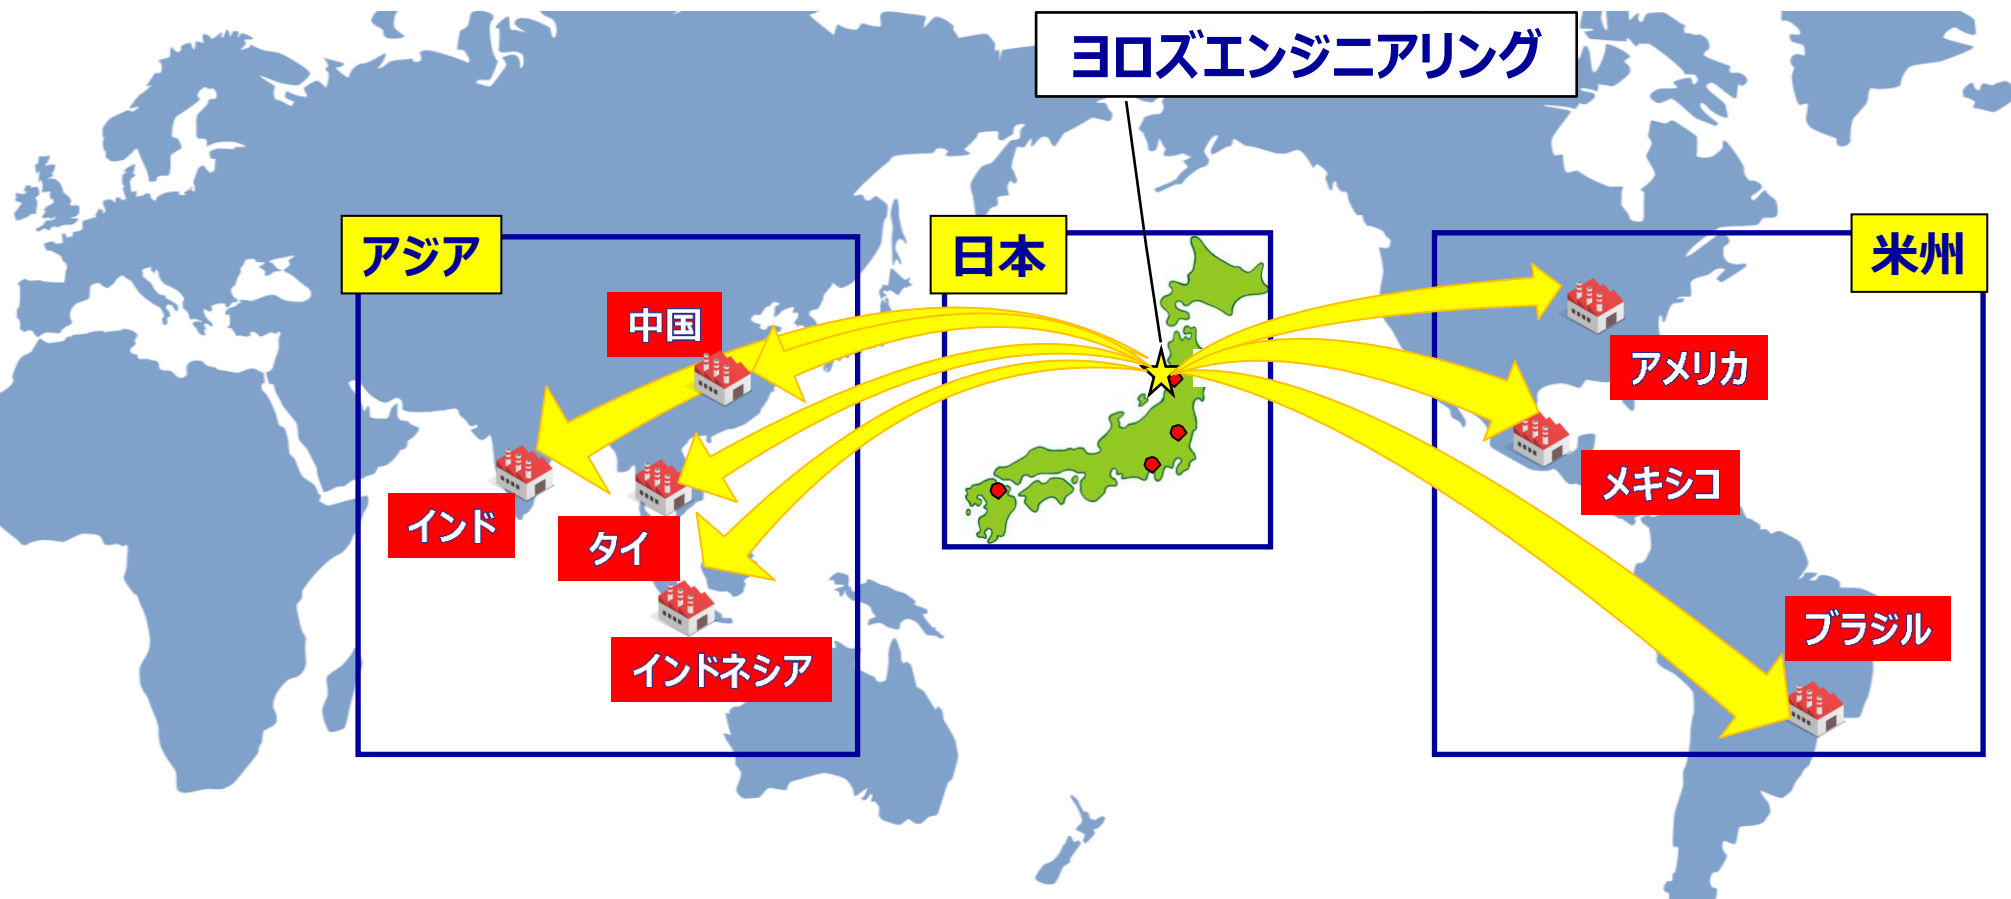 ヨロズエンジニアリング
アジア
日本
米州
中国
アメリカ
メキシコ
インド
タイ
ブラジル
インドネシア